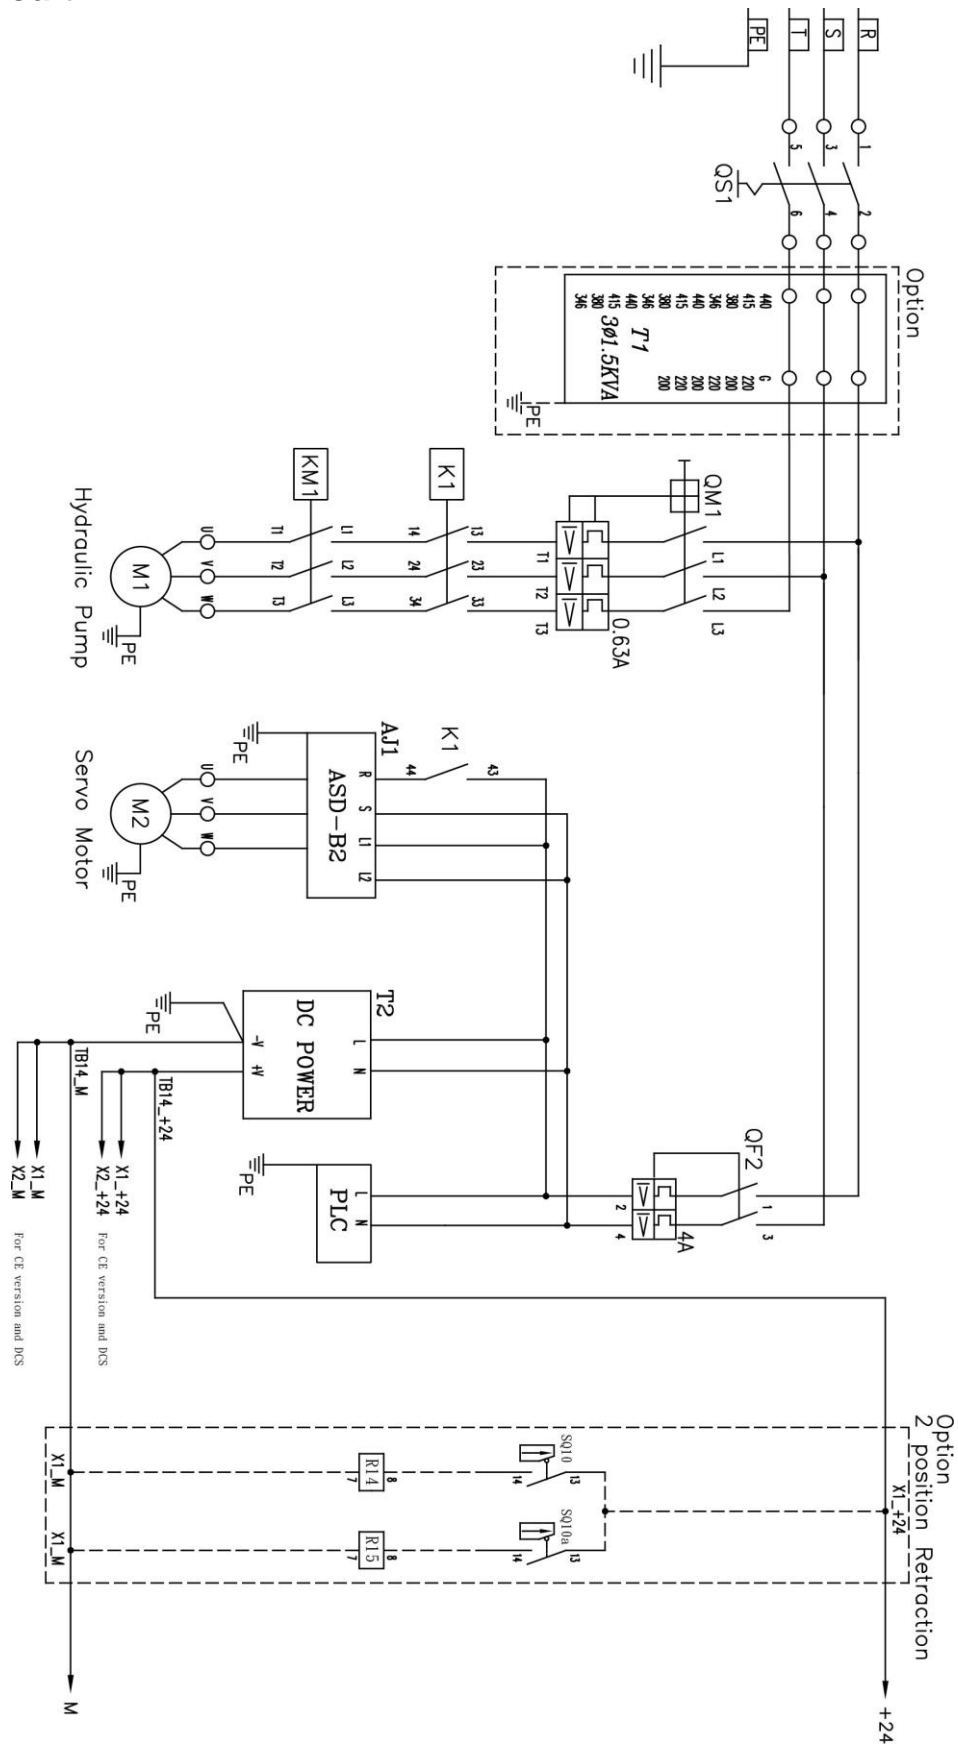 R
S
T
PE
1
3
5
QS1
2
4
6
Option
440
415
380
346
440
415
380
346
440
415
380
346
T1
3ø1.5KVA
G
220
200
220
200
220
200
PE
QM1
L1
L2
L3
0.63A
T1
T2
T3
K1
13
23
33
14
24
34
KM1
L1
L2
L3
T1
T2
T3
U
V
W
M1
PE
Hydraulic Pump
K1
43
44
AJ1
R
S
L1
L2
ASD-B2
PE
U
V
W
M2
PE
Servo Motor
QF2
1
3
4A
2
4
T2
L
N
DC POWER
-V
+V
PE
L
N
PLC
PE
TB14_M
TB14_+24
X1_+24
X2_+24
For CE version and DCS
X1_M
X2_M
For CE version and DCS
Option
2 position Retraction
X1_+24
SQ10
13
14
R14
8
7
X1_M
SQ10a
13
14
R15
8
7
X1_M
+24
M